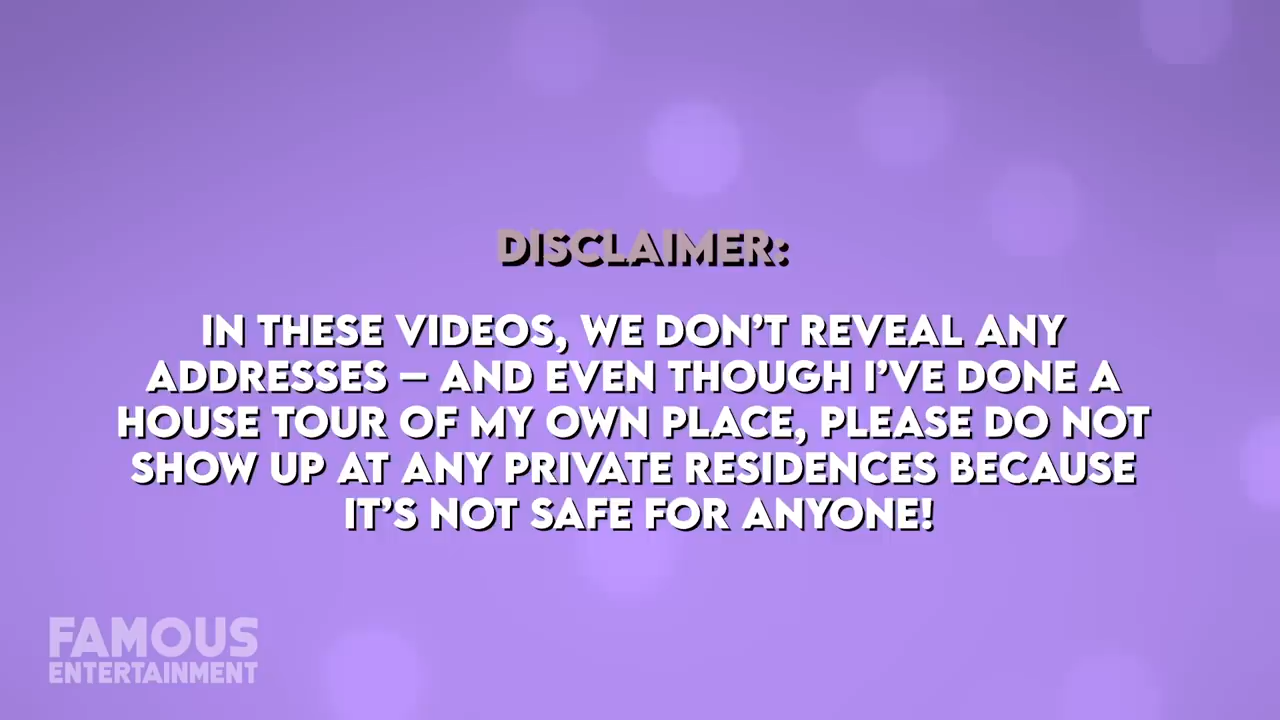 DISCLAIMER:
IN THESE VIDEOS, WE DON'T REVEAL ANY
ADDRESSES – AND EVEN THOUGH I'VE DONE A
HOUSE TOUR OF MY OWN PLACE, PLEASE DO NOT
SHOW UP AT ANY PRIVATE RESIDENCES BECAUSE
IT'S NOT SAFE FOR ANYONE!
FAMOUS
ENTERTAINMENT